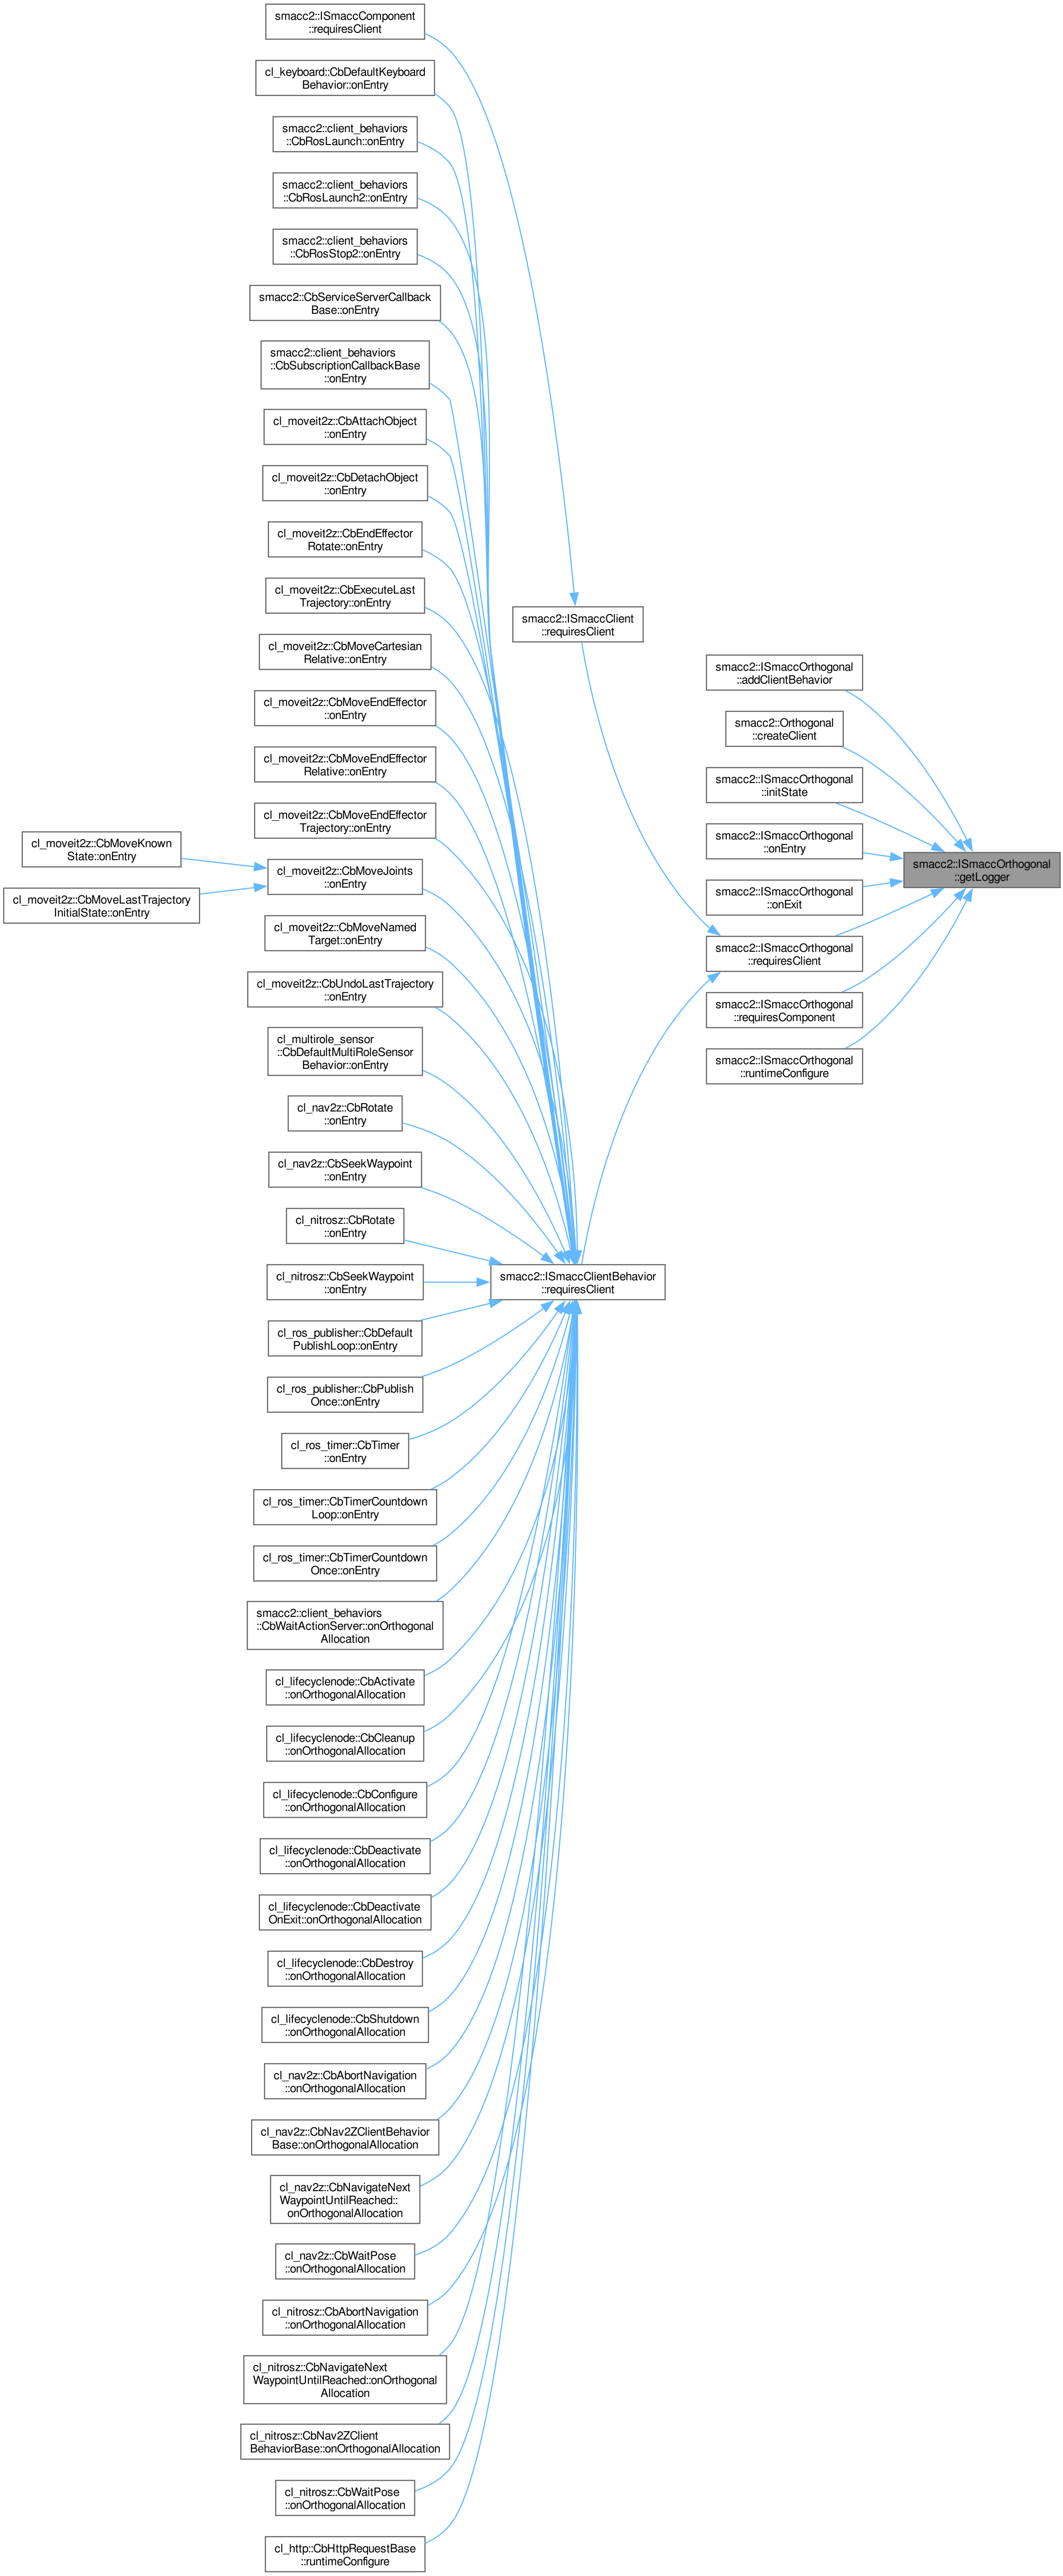 smacc2::ISmaccComponent
::requiresClient
cl_keyboard::CbDefaultKeyboard
Behavior::onEntry
smacc2::client_behaviors
::CbRosLaunch::onEntry
smacc2::client_behaviors
::CbRosLaunch2::onEntry
smacc2::client_behaviors
::CbRosStop2::onEntry
smacc2::CbServiceServerCallback
Base::onEntry
smacc2::client_behaviors
::CbSubscriptionCallbackBase
::onEntry
cl_moveit2z::CbAttachObject
::onEntry
cl_moveit2z::CbDetachObject
::onEntry
cl_moveit2z::CbEndEffector
Rotate::onEntry
cl_moveit2z::CbExecuteLast
Trajectory::onEntry
cl_moveit2z::CbMoveCartesian
Relative::onEntry
cl_moveit2z::CbMoveEndEffector
::onEntry
cl_moveit2z::CbMoveEndEffector
Relative::onEntry
cl_moveit2z::CbMoveEndEffector
Trajectory::onEntry
cl_moveit2z::CbMoveKnown
State::onEntry
cl_moveit2z::CbMoveLastTrajectory
InitialState::onEntry
cl_moveit2z::CbMoveJoints
::onEntry
cl_moveit2z::CbMoveNamed
Target::onEntry
cl_moveit2z::CbUndoLastTrajectory
::onEntry
cl_multirole_sensor
::CbDefaultMultiRoleSensor
Behavior::onEntry
cl_nav2z::CbRotate
::onEntry
cl_nav2z::CbSeekWaypoint
::onEntry
cl_nitrosz::CbRotate
::onEntry
cl_nitrosz::CbSeekWaypoint
::onEntry
cl_ros_publisher::CbDefault
PublishLoop::onEntry
cl_ros_publisher::CbPublish
Once::onEntry
cl_ros_timer::CbTimer
::onEntry
cl_ros_timer::CbTimerCountdown
Loop::onEntry
cl_ros_timer::CbTimerCountdown
Once::onEntry
smacc2::client_behaviors
::CbWaitActionServer::onOrthogonal
Allocation
cl_lifecyclenode::CbActivate
::onOrthogonalAllocation
cl_lifecyclenode::CbCleanup
::onOrthogonalAllocation
cl_lifecyclenode::CbConfigure
::onOrthogonalAllocation
cl_lifecyclenode::CbDeactivate
::onOrthogonalAllocation
cl_lifecyclenode::CbDeactivate
OnExit::onOrthogonalAllocation
cl_lifecyclenode::CbDestroy
::onOrthogonalAllocation
cl_lifecyclenode::CbShutdown
::onOrthogonalAllocation
cl_nav2z::CbAbortNavigation
::onOrthogonalAllocation
cl_nav2z::CbNav2ZClientBehavior
Base::onOrthogonalAllocation
cl_nav2z::CbNavigateNext
WaypointUntilReached::
onOrthogonalAllocation
cl_nav2z::CbWaitPose
::onOrthogonalAllocation
cl_nitrosz::CbAbortNavigation
::onOrthogonalAllocation
cl_nitrosz::CbNavigateNext
WaypointUntilReached::onOrthogonal
Allocation
cl_nitrosz::CbNav2ZClient
BehaviorBase::onOrthogonalAllocation
cl_nitrosz::CbWaitPose
::onOrthogonalAllocation
cl_http::CbHttpRequestBase
::runtimeConfigure
smacc2::ISmaccClient
::requiresClient
smacc2::ISmaccClientBehavior
::requiresClient
smacc2::ISmaccOrthogonal
::addClientBehavior
smacc2::Orthogonal
::createClient
smacc2::ISmaccOrthogonal
::initState
smacc2::ISmaccOrthogonal
::onEntry
smacc2::ISmaccOrthogonal
::onExit
smacc2::ISmaccOrthogonal
::requiresClient
smacc2::ISmaccOrthogonal
::requiresComponent
smacc2::ISmaccOrthogonal
::runtimeConfigure
smacc2::ISmaccOrthogonal
::getLogger